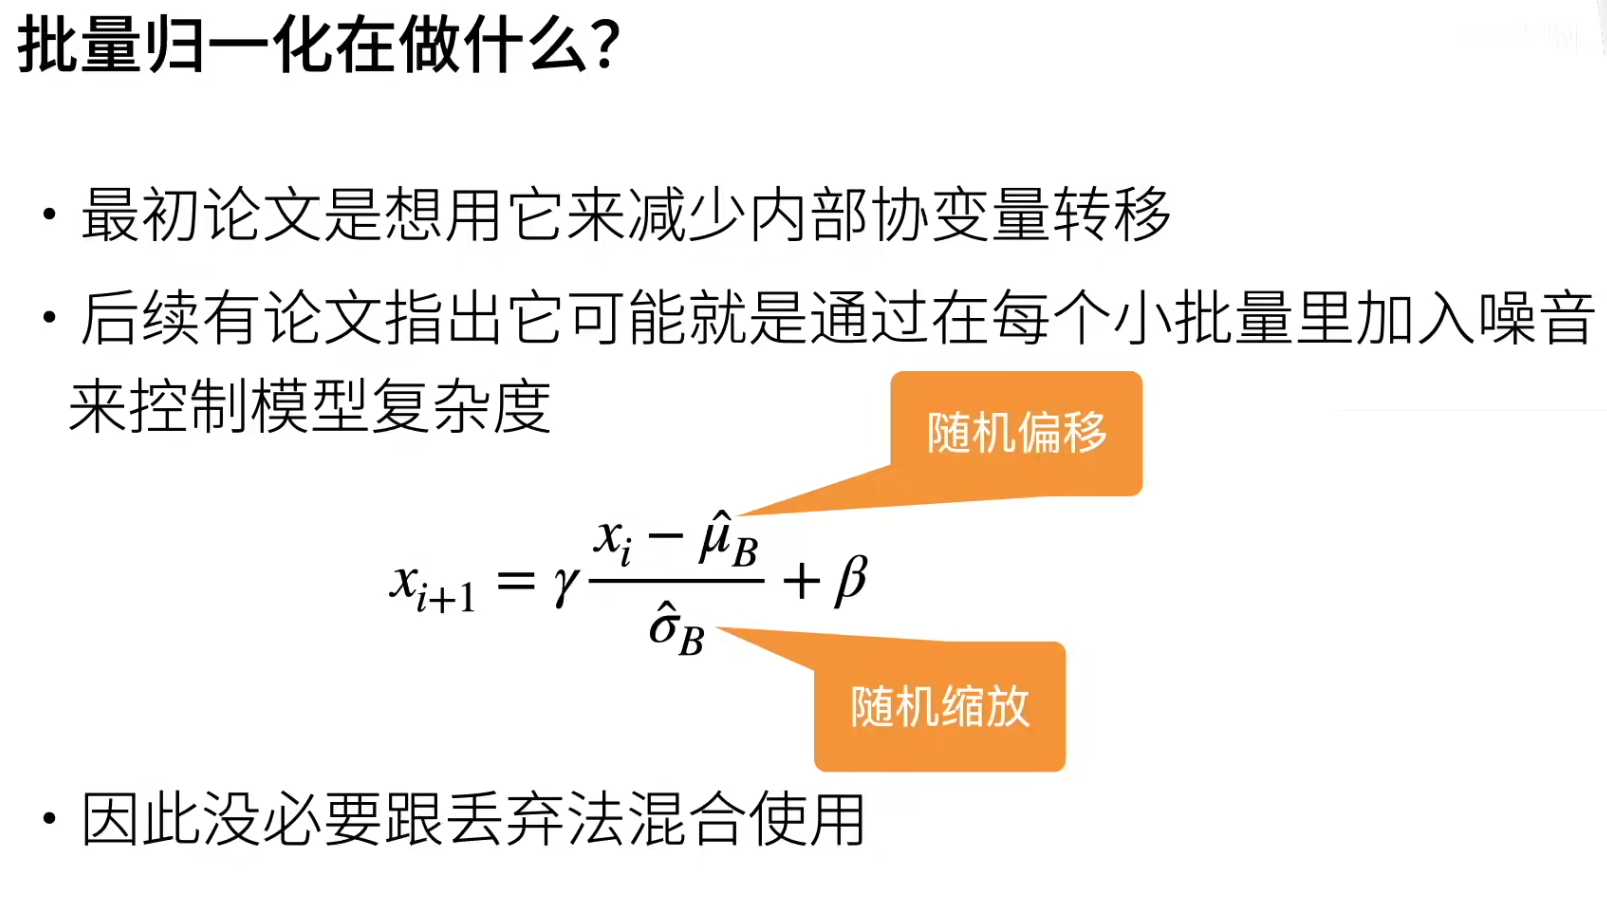 批量归一化在做什么？
• 最初论文是想用它来减少内部协变量转移
• 后续有论文指出它可能就是通过在每个小批量里加入噪音
来控制模型复杂度
随机偏移
x_{i+1} = γ \frac{x_i − \hat{μ}_B}{\hat{σ}_B} + β
随机缩放
• 因此没必要跟丢弃法混合使用